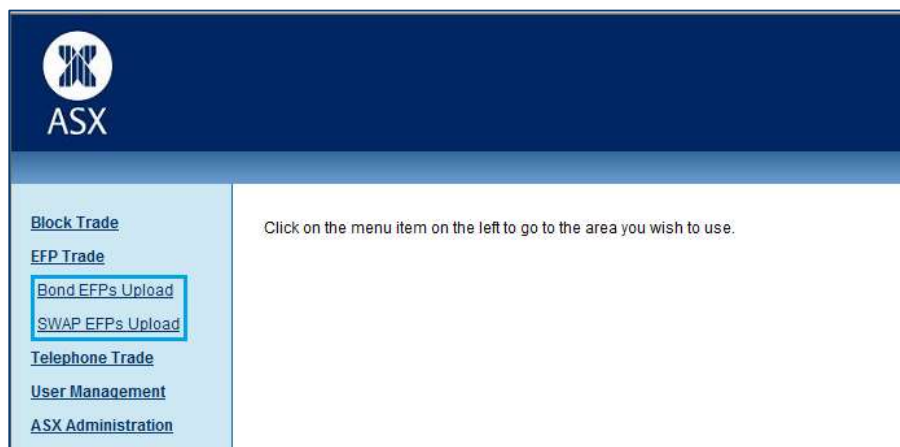 ASX
Block Trade
EFP Trade
Bond EFPs Upload
SWAP EFPs Upload
Telephone Trade
User Management
ASX Administration
Click on the menu item on the left to go to the area you wish to use.